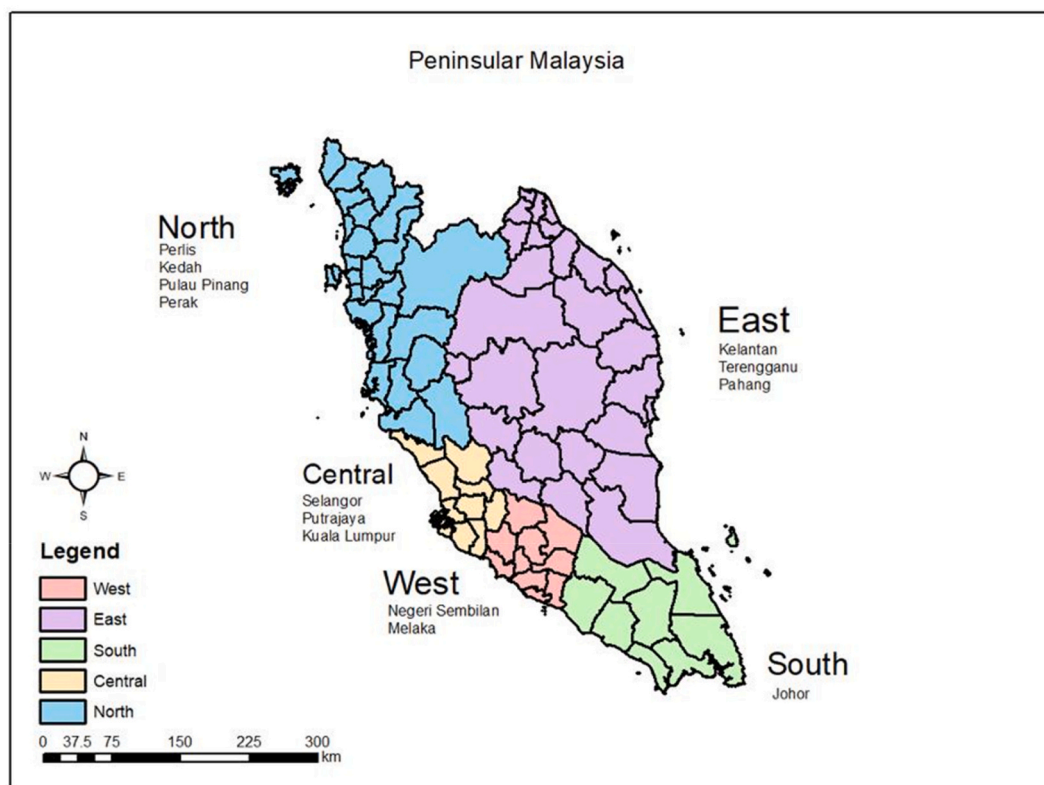 Peninsular Malaysia
North
Perlis
Kedah
Pulau Pinang
Perak
East
Kelantan
Terengganu
Pahang
Central
Selangor
Putrajaya
Kuala Lumpur
West
Negeri Sembilan
Melaka
South
Johor
N
W E
S
Legend
West
East
South
Central
North
0 37.5 75 150 225 300
km